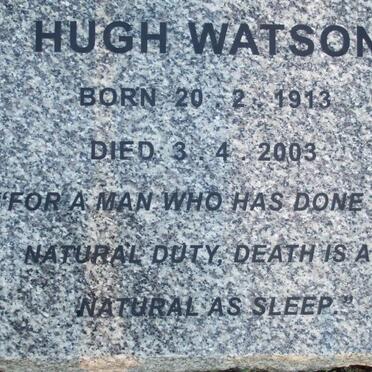 HUGH WATSON
BORN 20 . 2 . 1913
DIED 3 . 4 . 2003
"FOR A MAN WHO HAS DONE
NATURAL DUTY, DEATH IS A
NATURAL AS SLEEP."